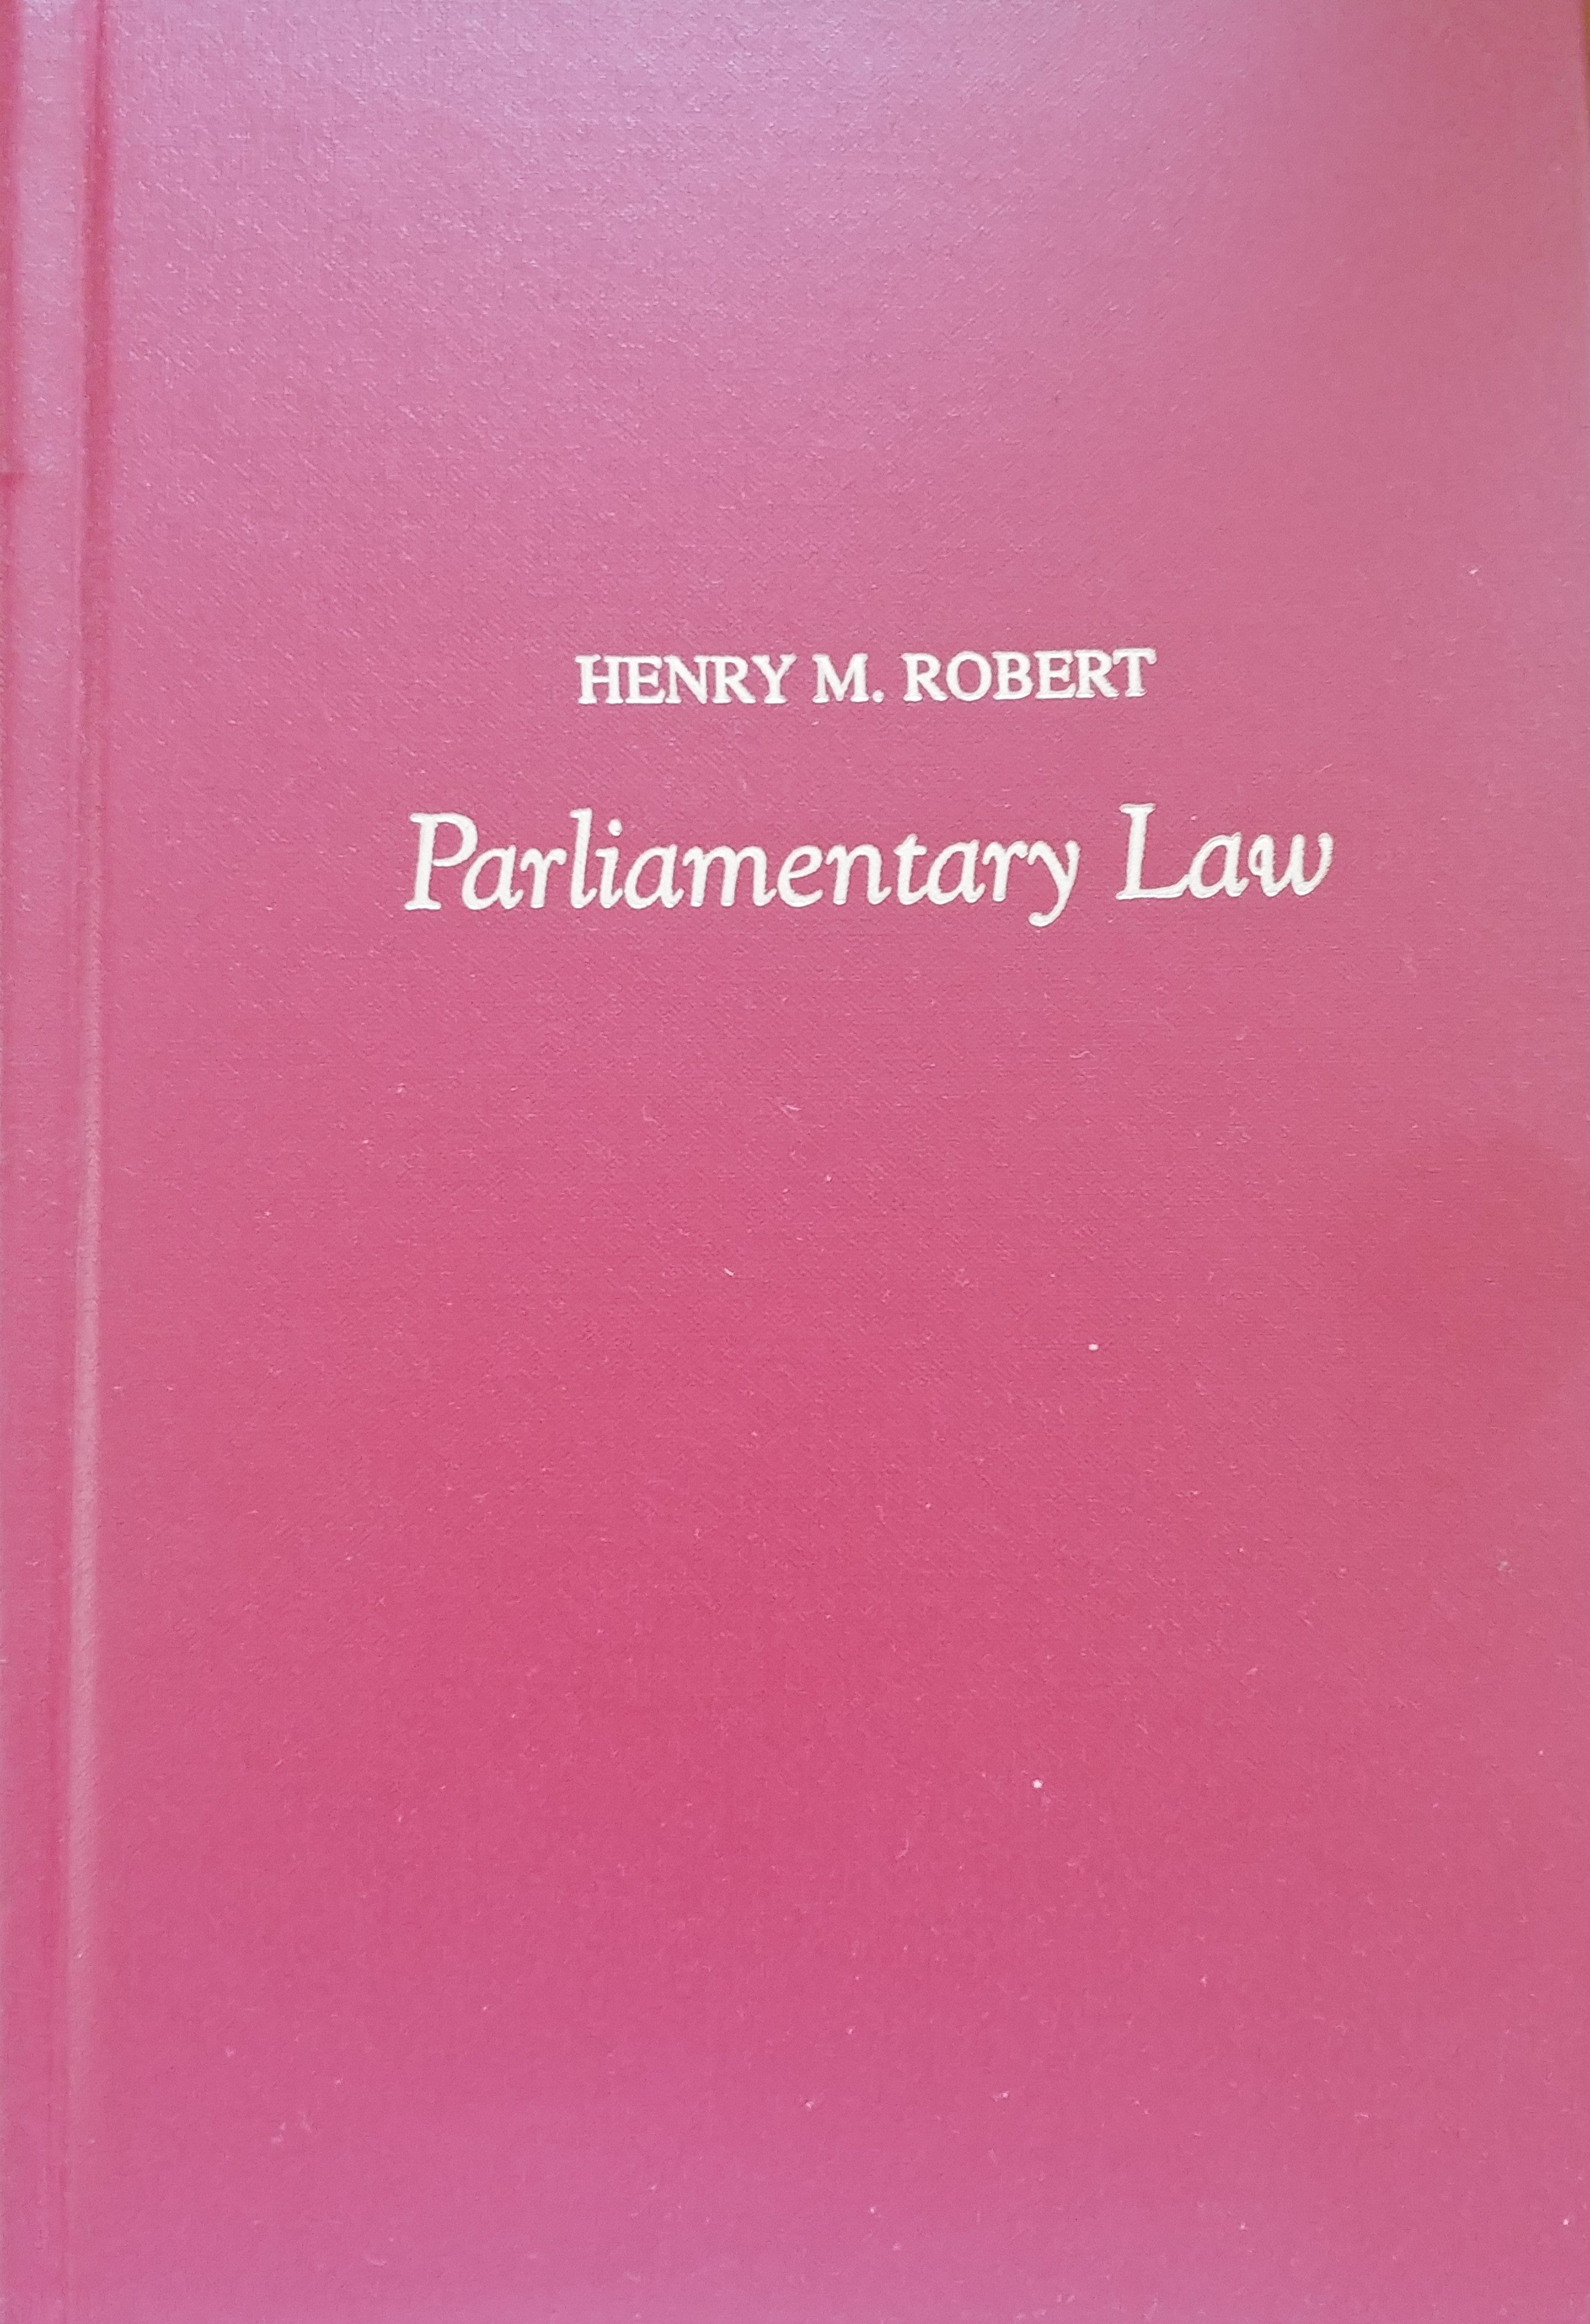 HENRY M. ROBERT
Parliamentary Law